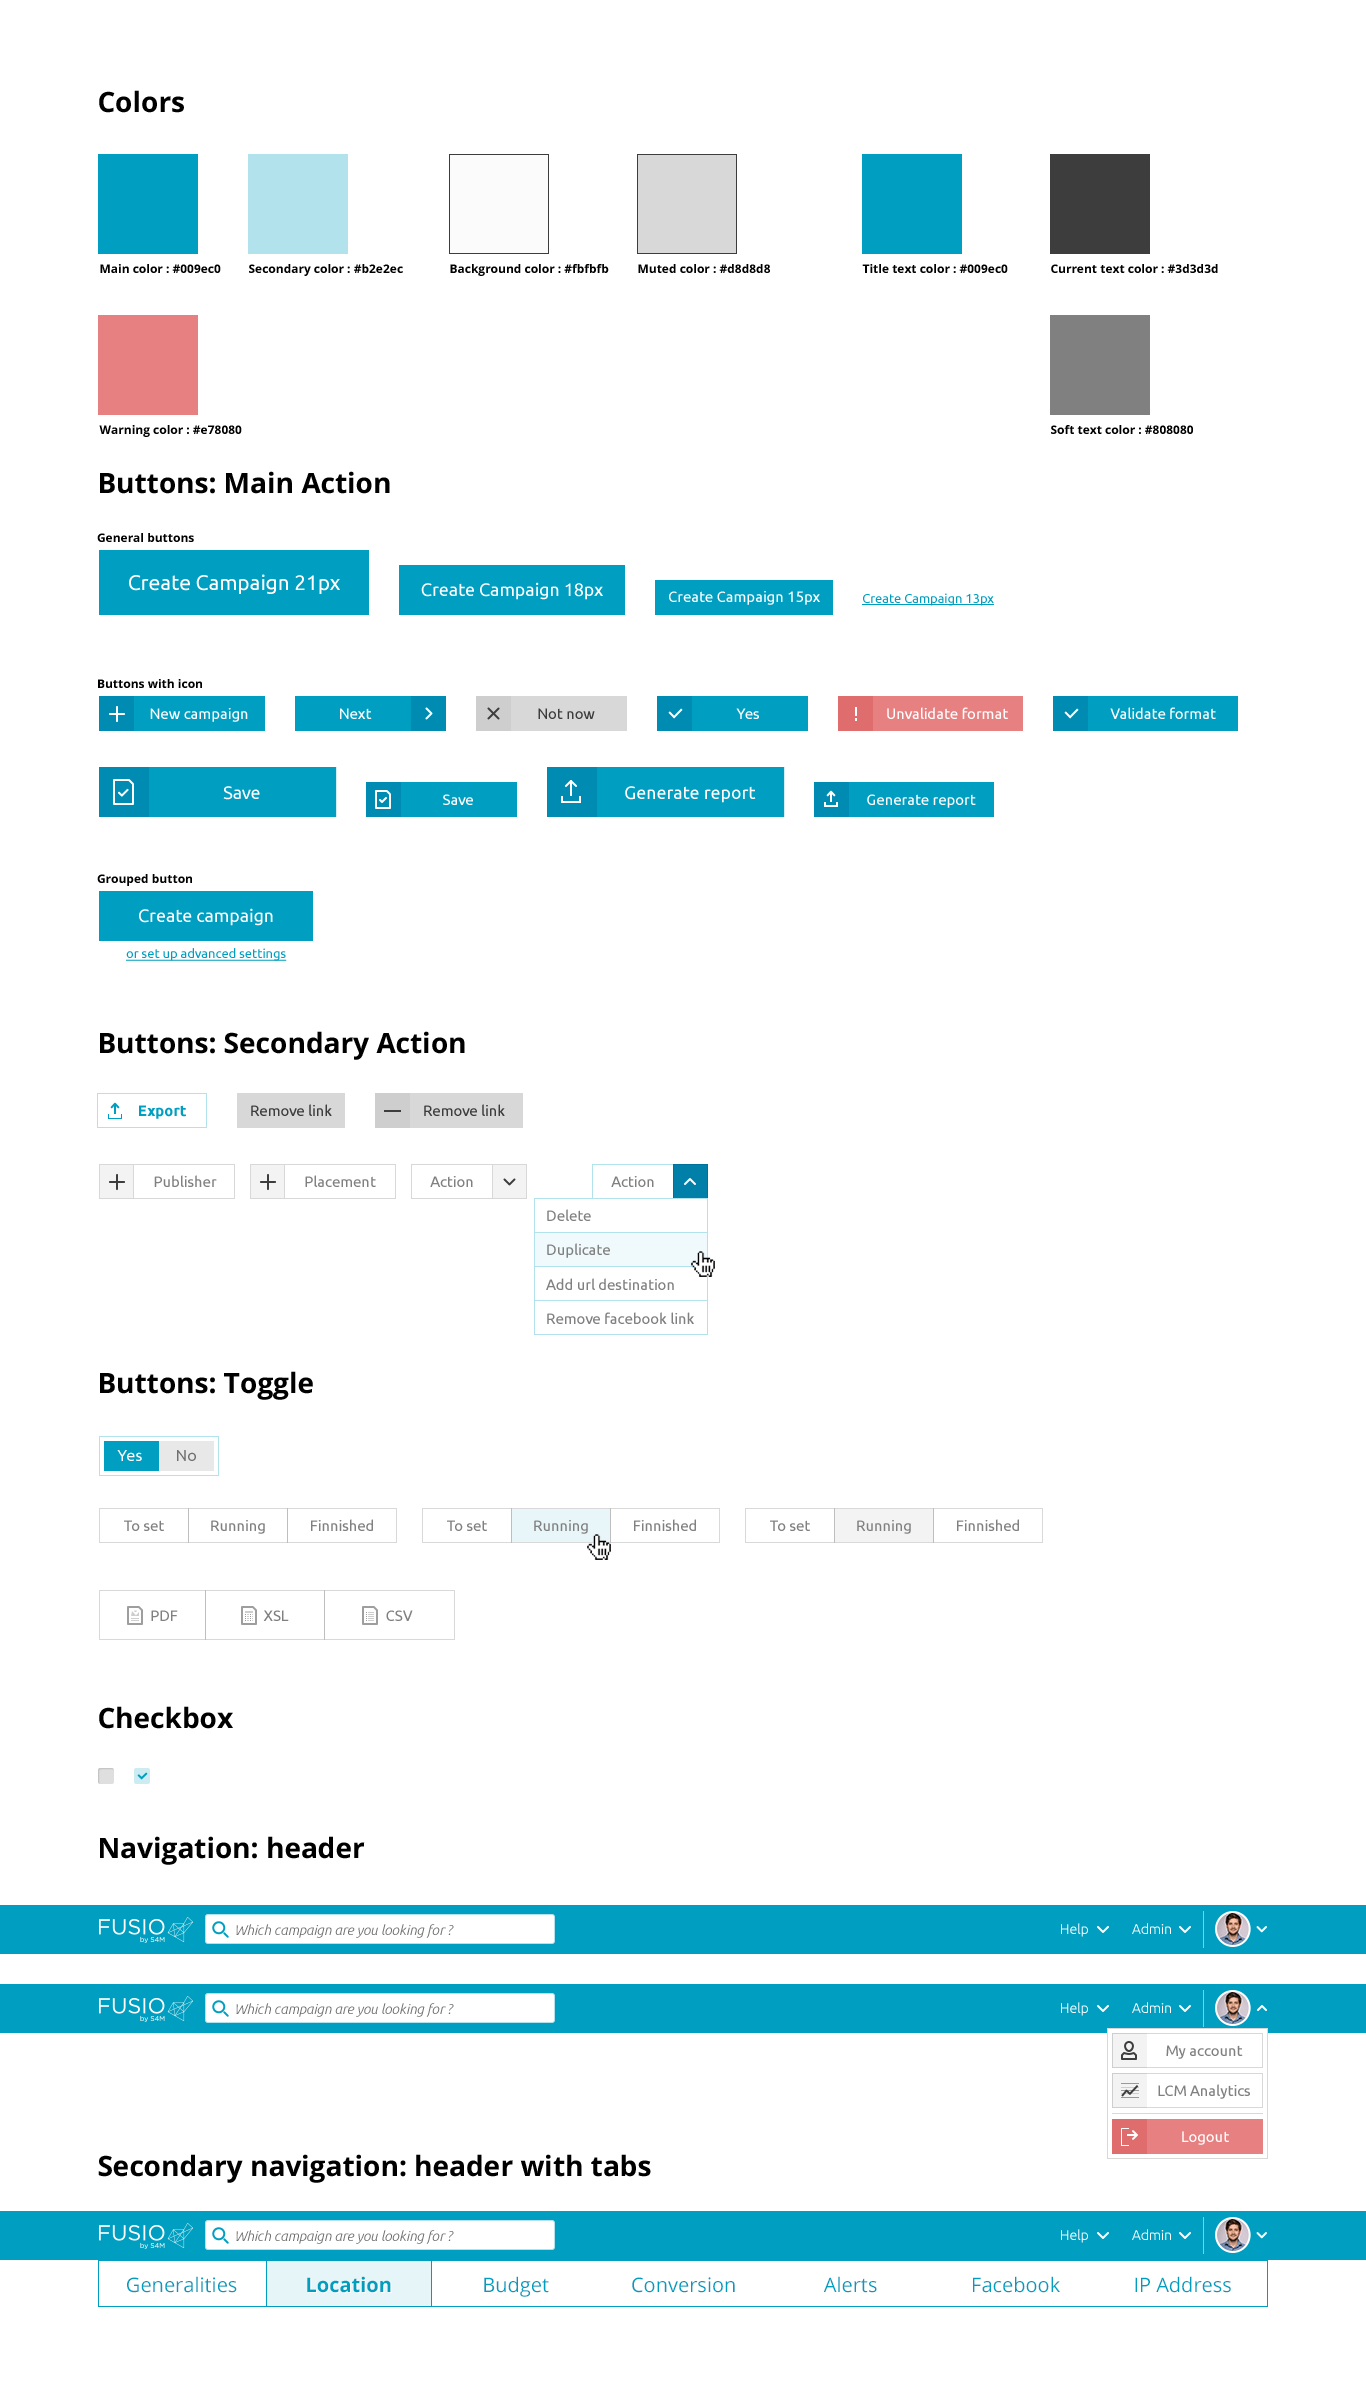 Colors
Main color : #009ec0
Secondary color : #b2e2ec
Background color : #fbfbfb
Muted color : #d8d8d8
Title text color : #009ec0
Current text color : #3d3d3d
Warning color : #e78080
Soft text color : #808080
Buttons: Main Action
General buttons
Create Campaign 21px
Create Campaign 18px
Create Campaign 15px
Create Campaign 13px
Buttons with icon
New campaign
Next
Not now
Yes
Unvalidate format
Validate format
Save
Save
Generate report
Generate report
Grouped button
Create campaign
or set up advanced settings
Buttons: Secondary Action
Export
Remove link
Remove link
Publisher
Placement
Action
Action
Delete
Duplicate
Add url destination
Remove facebook link
Buttons: Toggle
Yes
No
To set
Running
Finnished
To set
Running
Finnished
To set
Running
Finnished
PDF
XSL
CSV
Checkbox
Navigation: header
FUSIO
by S4M
Which campaign are you looking for ?
Help
Admin
FUSIO
by S4M
Which campaign are you looking for ?
Help
Admin
My account
LCM Analytics
Logout
Secondary navigation: header with tabs
FUSIO
by S4M
Which campaign are you looking for ?
Help
Admin
Generalities
Location
Budget
Conversion
Alerts
Facebook
IP Address